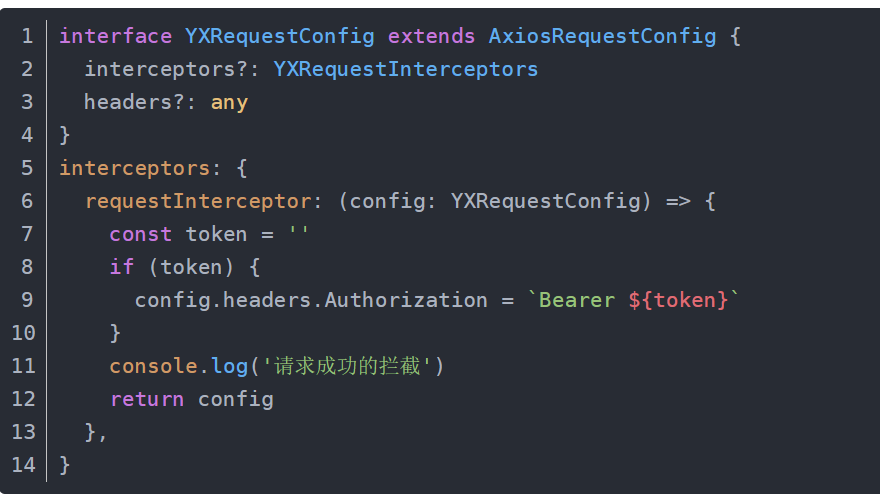 1 interface YXRequestConfig extends AxiosRequestConfig {
2   interceptors?: YXRequestInterceptors
3   headers?: any
4 }
5 interceptors: {
6   requestInterceptor: (config: YXRequestConfig) => {
7     const token = ''
8     if (token) {
9       config.headers.Authorization = `Bearer ${token}`
10     }
11     console.log('请求成功的拦截')
12     return config
13   },
14 }